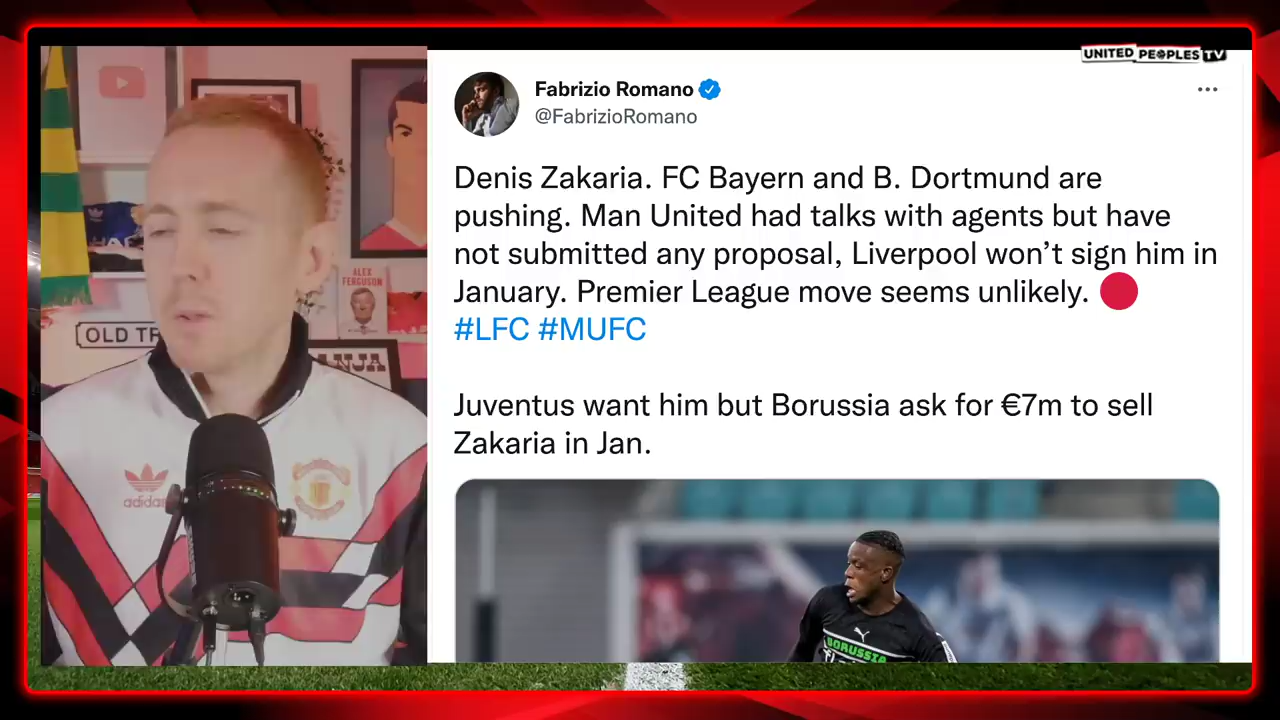 UNITED PEOPLES TV
Fabrizio Romano
@FabrizioRomano
Denis Zakaria. FC Bayern and B. Dortmund are
pushing. Man United had talks with agents but have
not submitted any proposal, Liverpool won’t sign him in
January. Premier League move seems unlikely. 🔴
#LFC #MUFC
Juventus want him but Borussia ask for €7m to sell
Zakaria in Jan.
ALEX
FERGUSON
OLD TR
ANJA
adidas
BORUSSIA